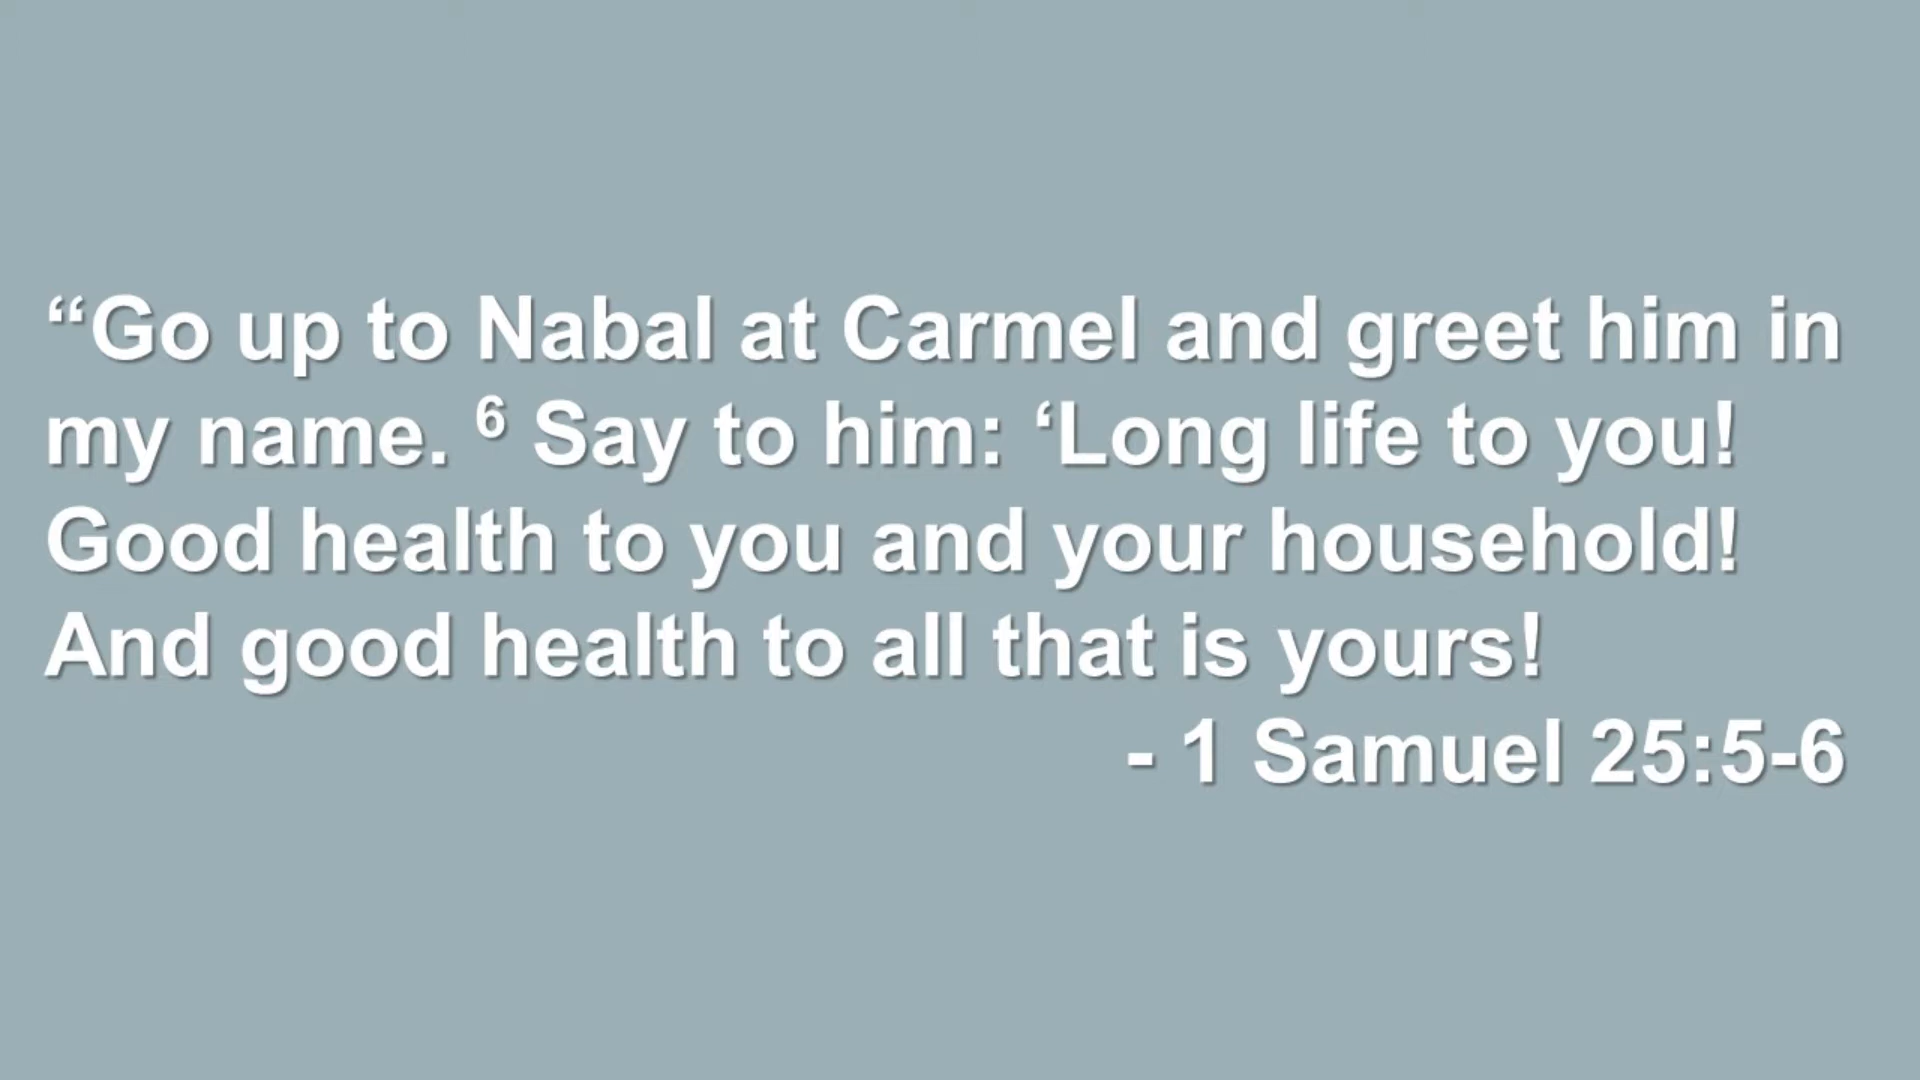 “Go up to Nabal at Carmel and greet him in
my name. ⁶ Say to him: ‘Long life to you!
Good health to you and your household!
And good health to all that is yours!
- 1 Samuel 25:5-6